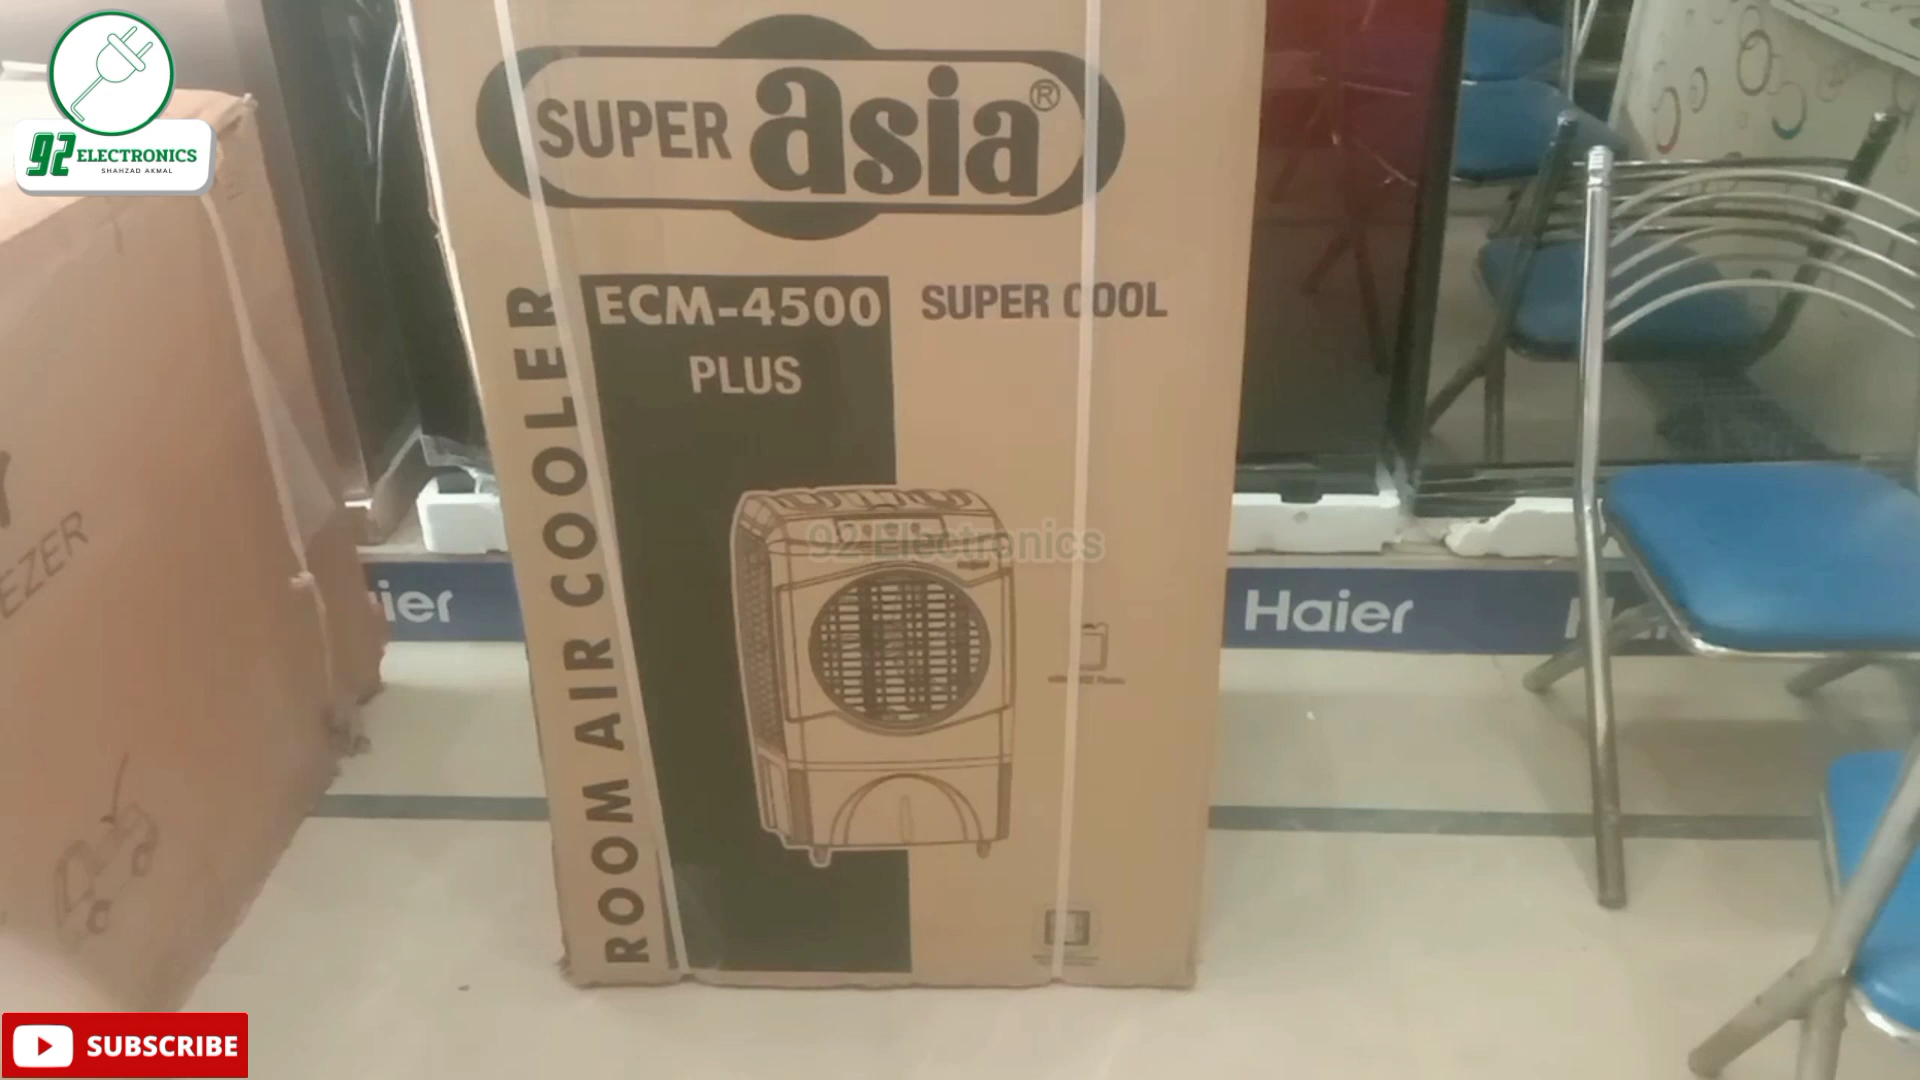 92 ELECTRONICS
SHAHZAD AKMAL
SUPER asia®
ECM-4500
PLUS
SUPER COOL
ROOM AIR COOLER
92 Electronics
EZER
ier
Haier
SUBSCRIBE